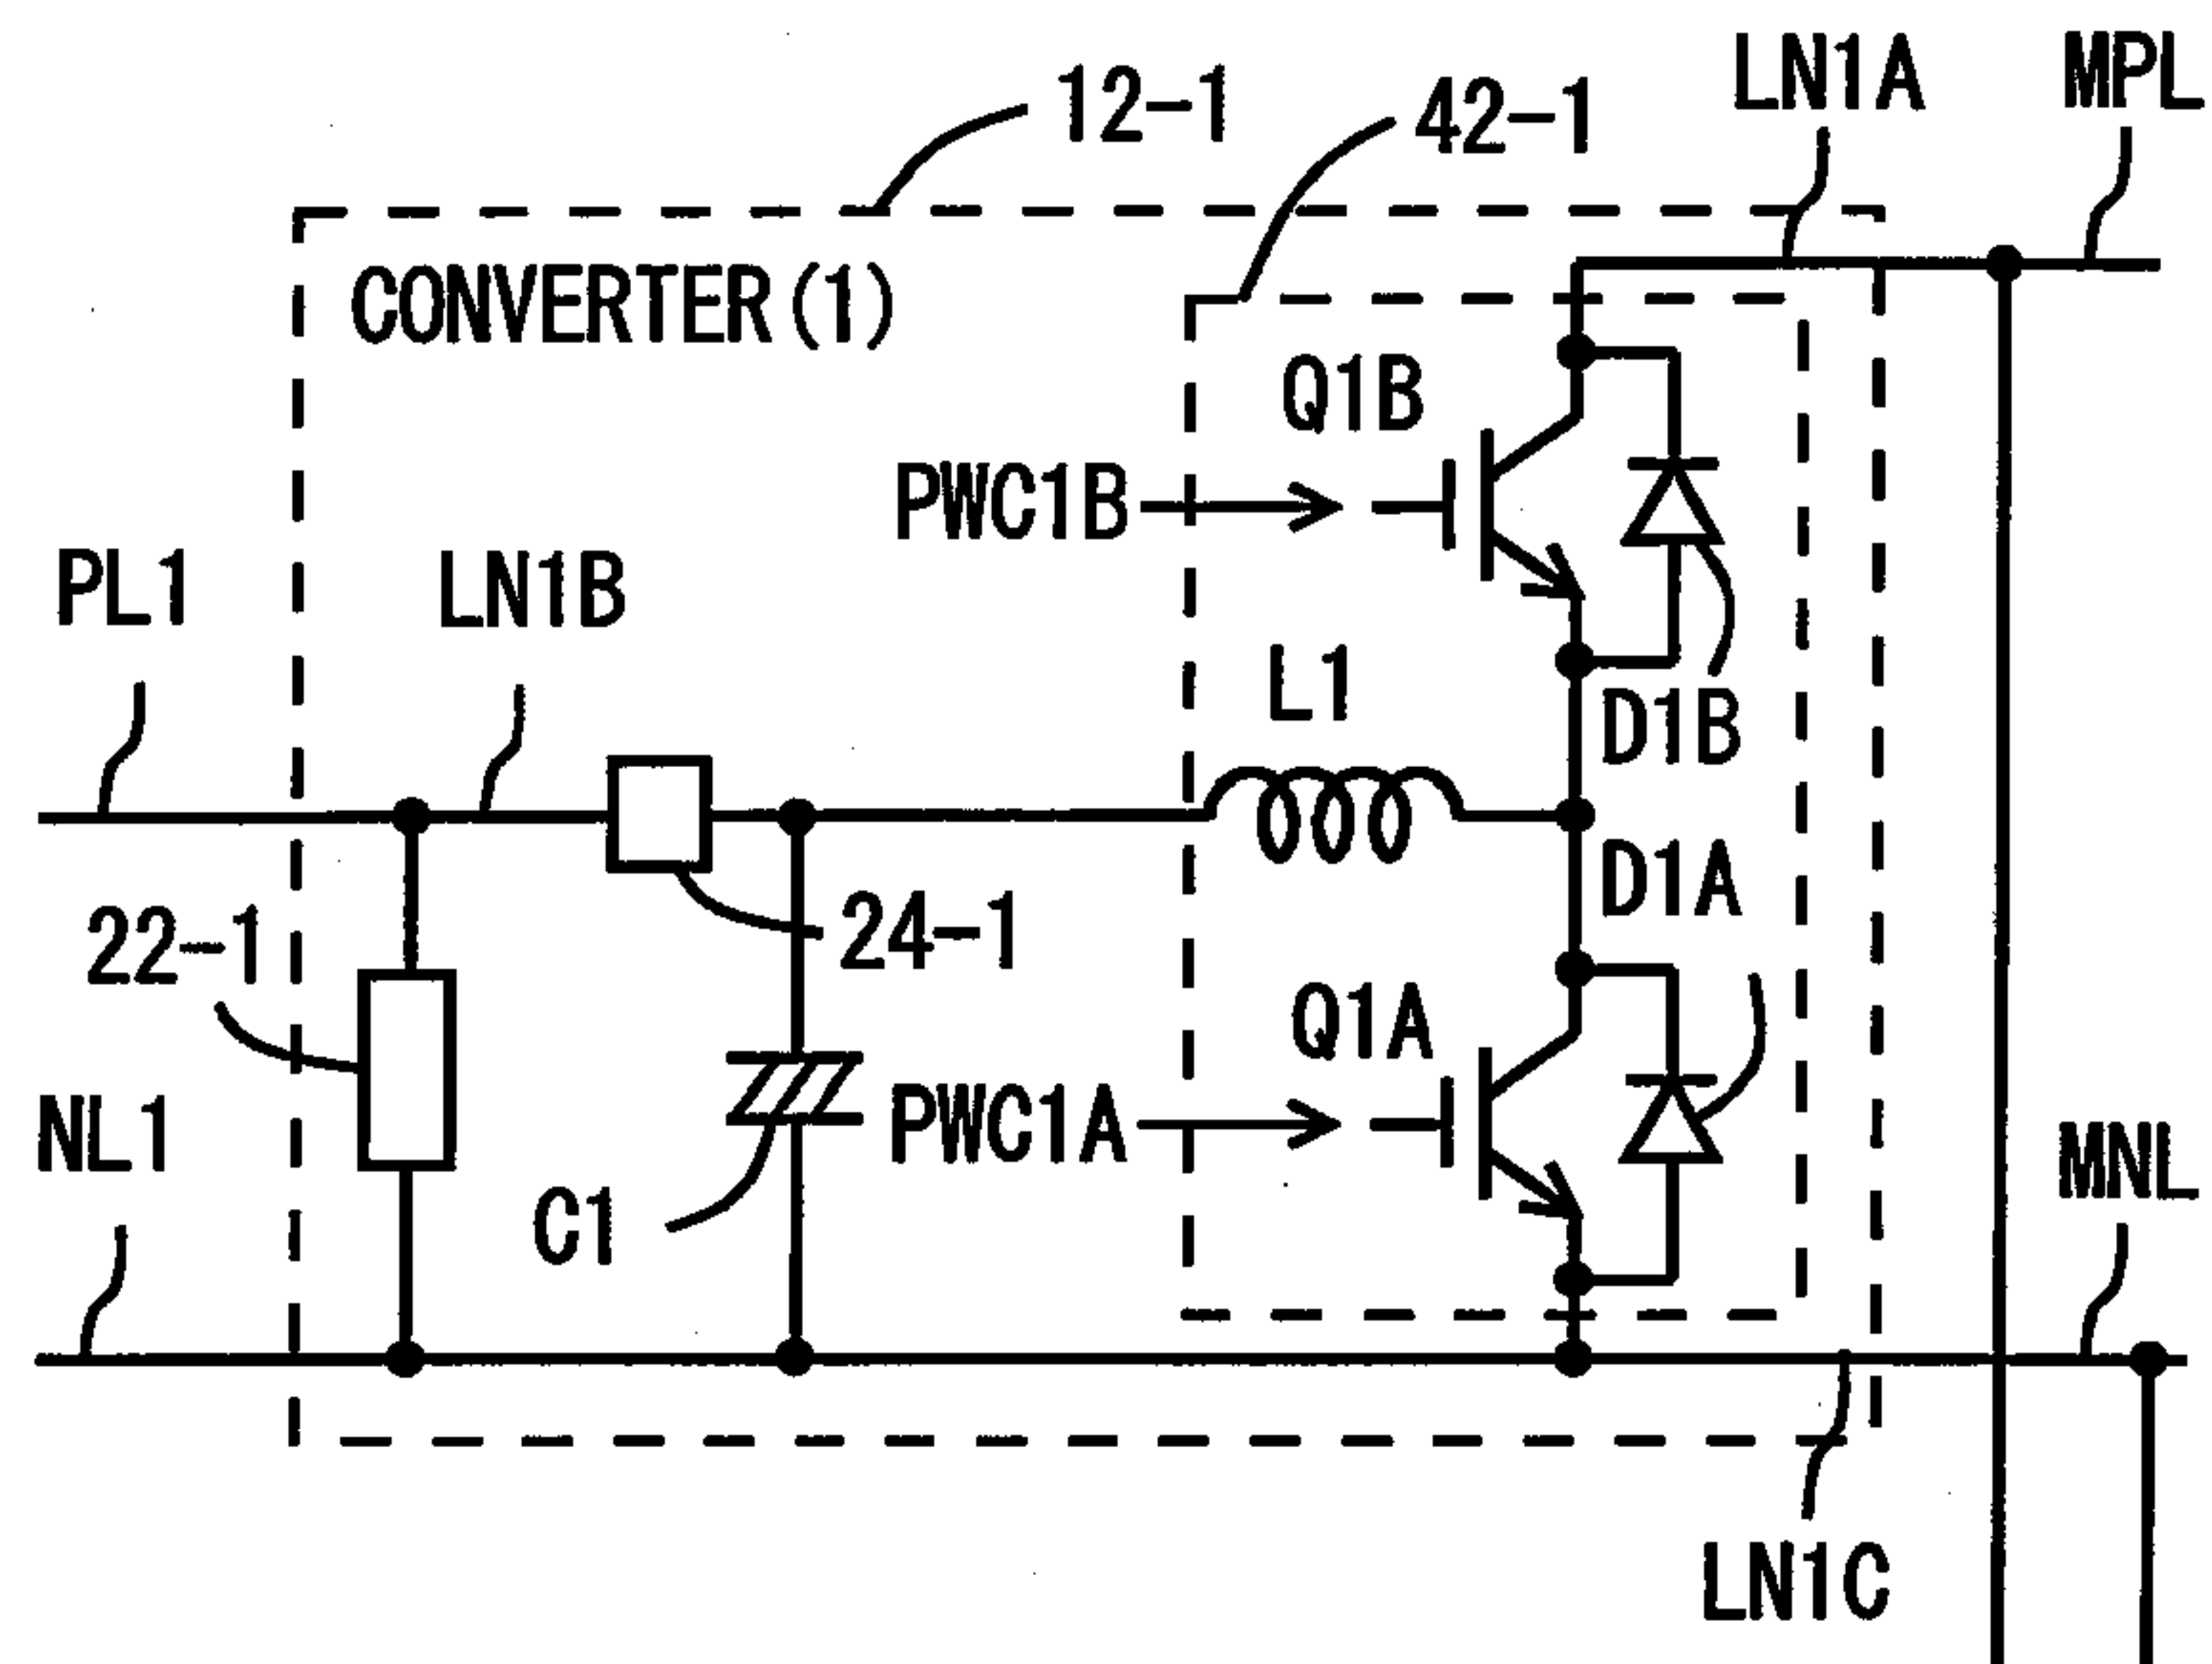 LN1A
MPL
12-1
42-1
CONVERTER(1)
Q1B
PWC1B
PL1
LN1B
L1
D1B
D1A
24-1
22-1
Q1A
PWC1A
NL1
C1
MNL
LN1C